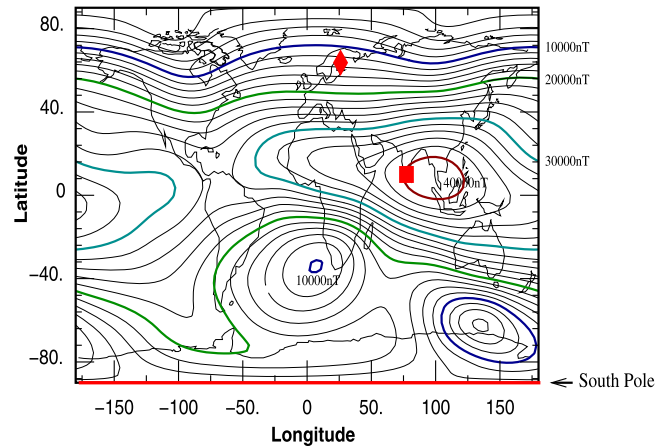 80.
40.
0
−40.
−80.
Latitude
10000nT
20000nT
30000nT
40000nT
10000nT
South Pole
−150 −100 −50. 0 50. 100 150
Longitude